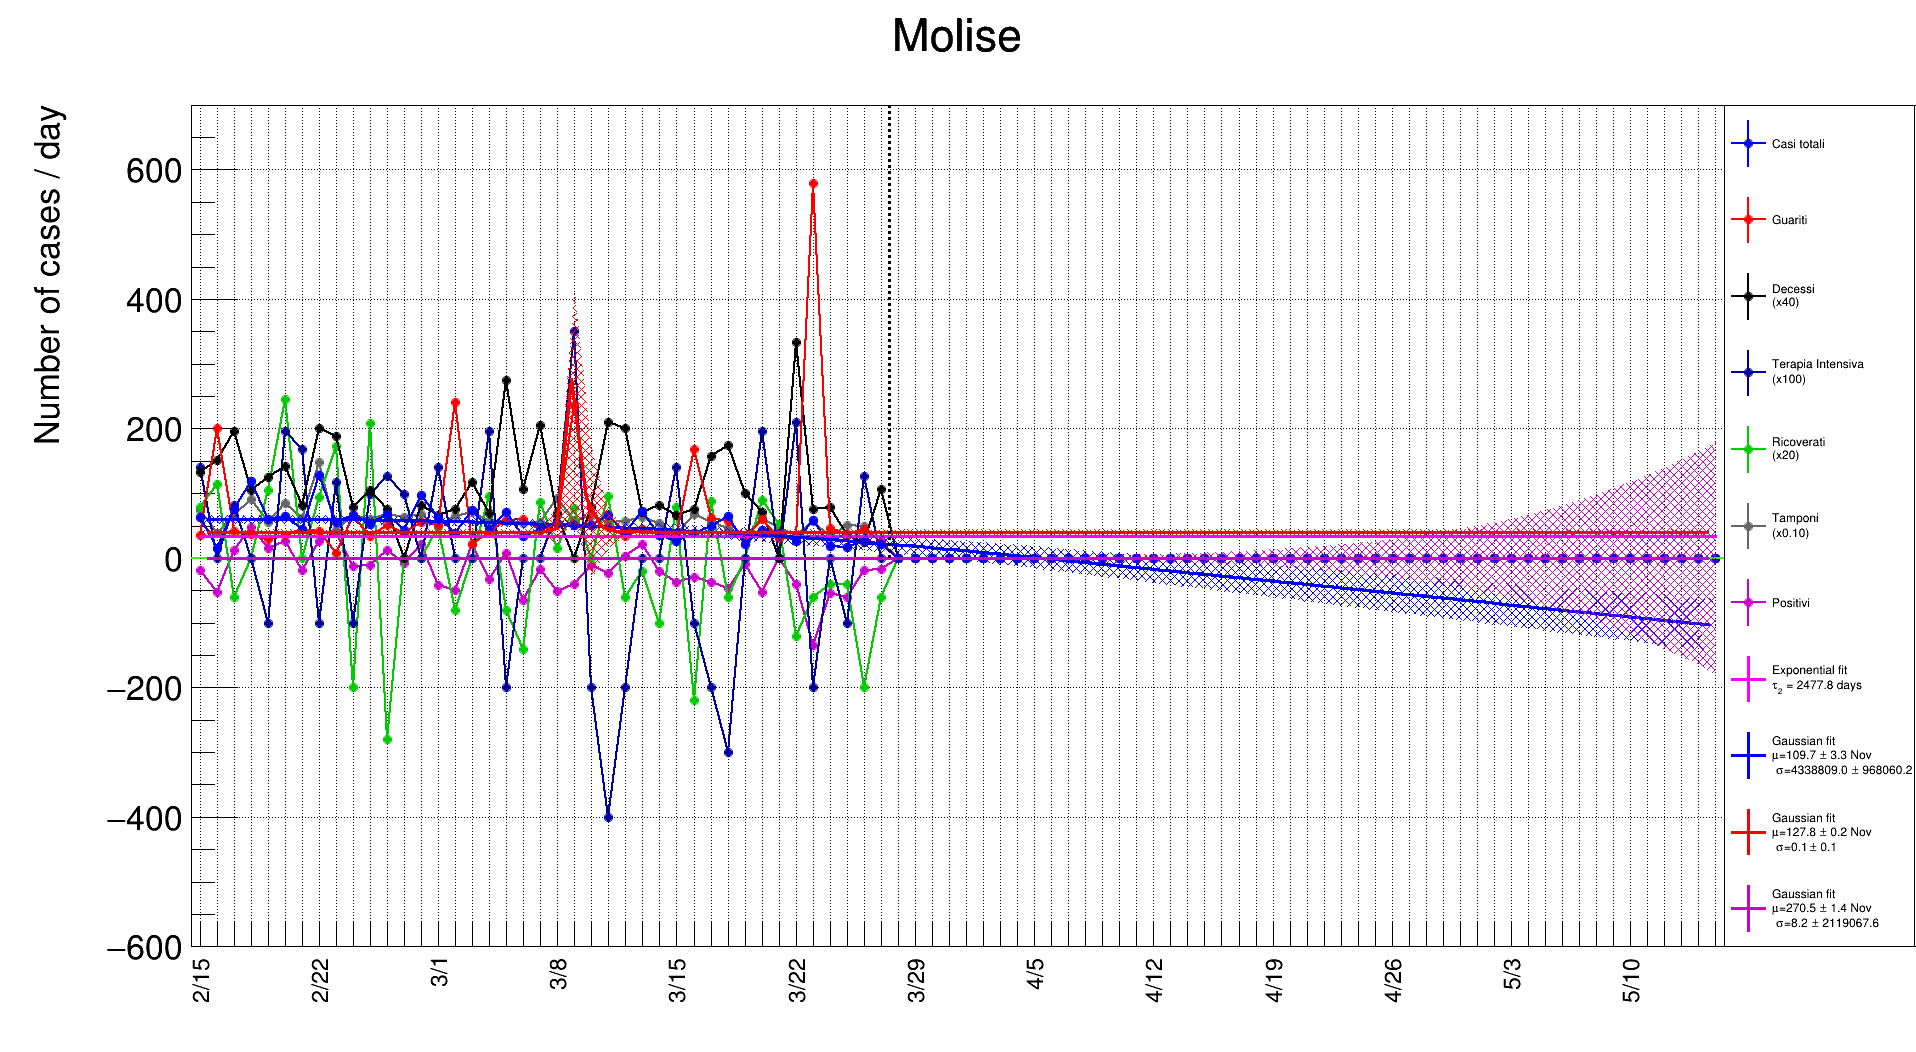 Molise
Number of cases / day
600
400
200
0
−200
−400
−600
2/15
2/22
3/1
3/8
3/15
3/22
3/29
4/5
4/12
4/19
4/26
5/3
5/10
Casi totali
Guariti
Decessi
(x40)
Terapia Intensiva
(x100)
Ricoverati
(x20)
Tamponi
(x0.10)
Positivi
Exponential fit
τ2 = 2477.8 days
Gaussian fit
μ=109.7 ± 3.3 Nov
σ=4338809.0 ± 968060.2
Gaussian fit
μ=127.8 ± 0.2 Nov
σ=0.1 ± 0.1
Gaussian fit
μ=270.5 ± 1.4 Nov
σ=8.2 ± 2119067.6